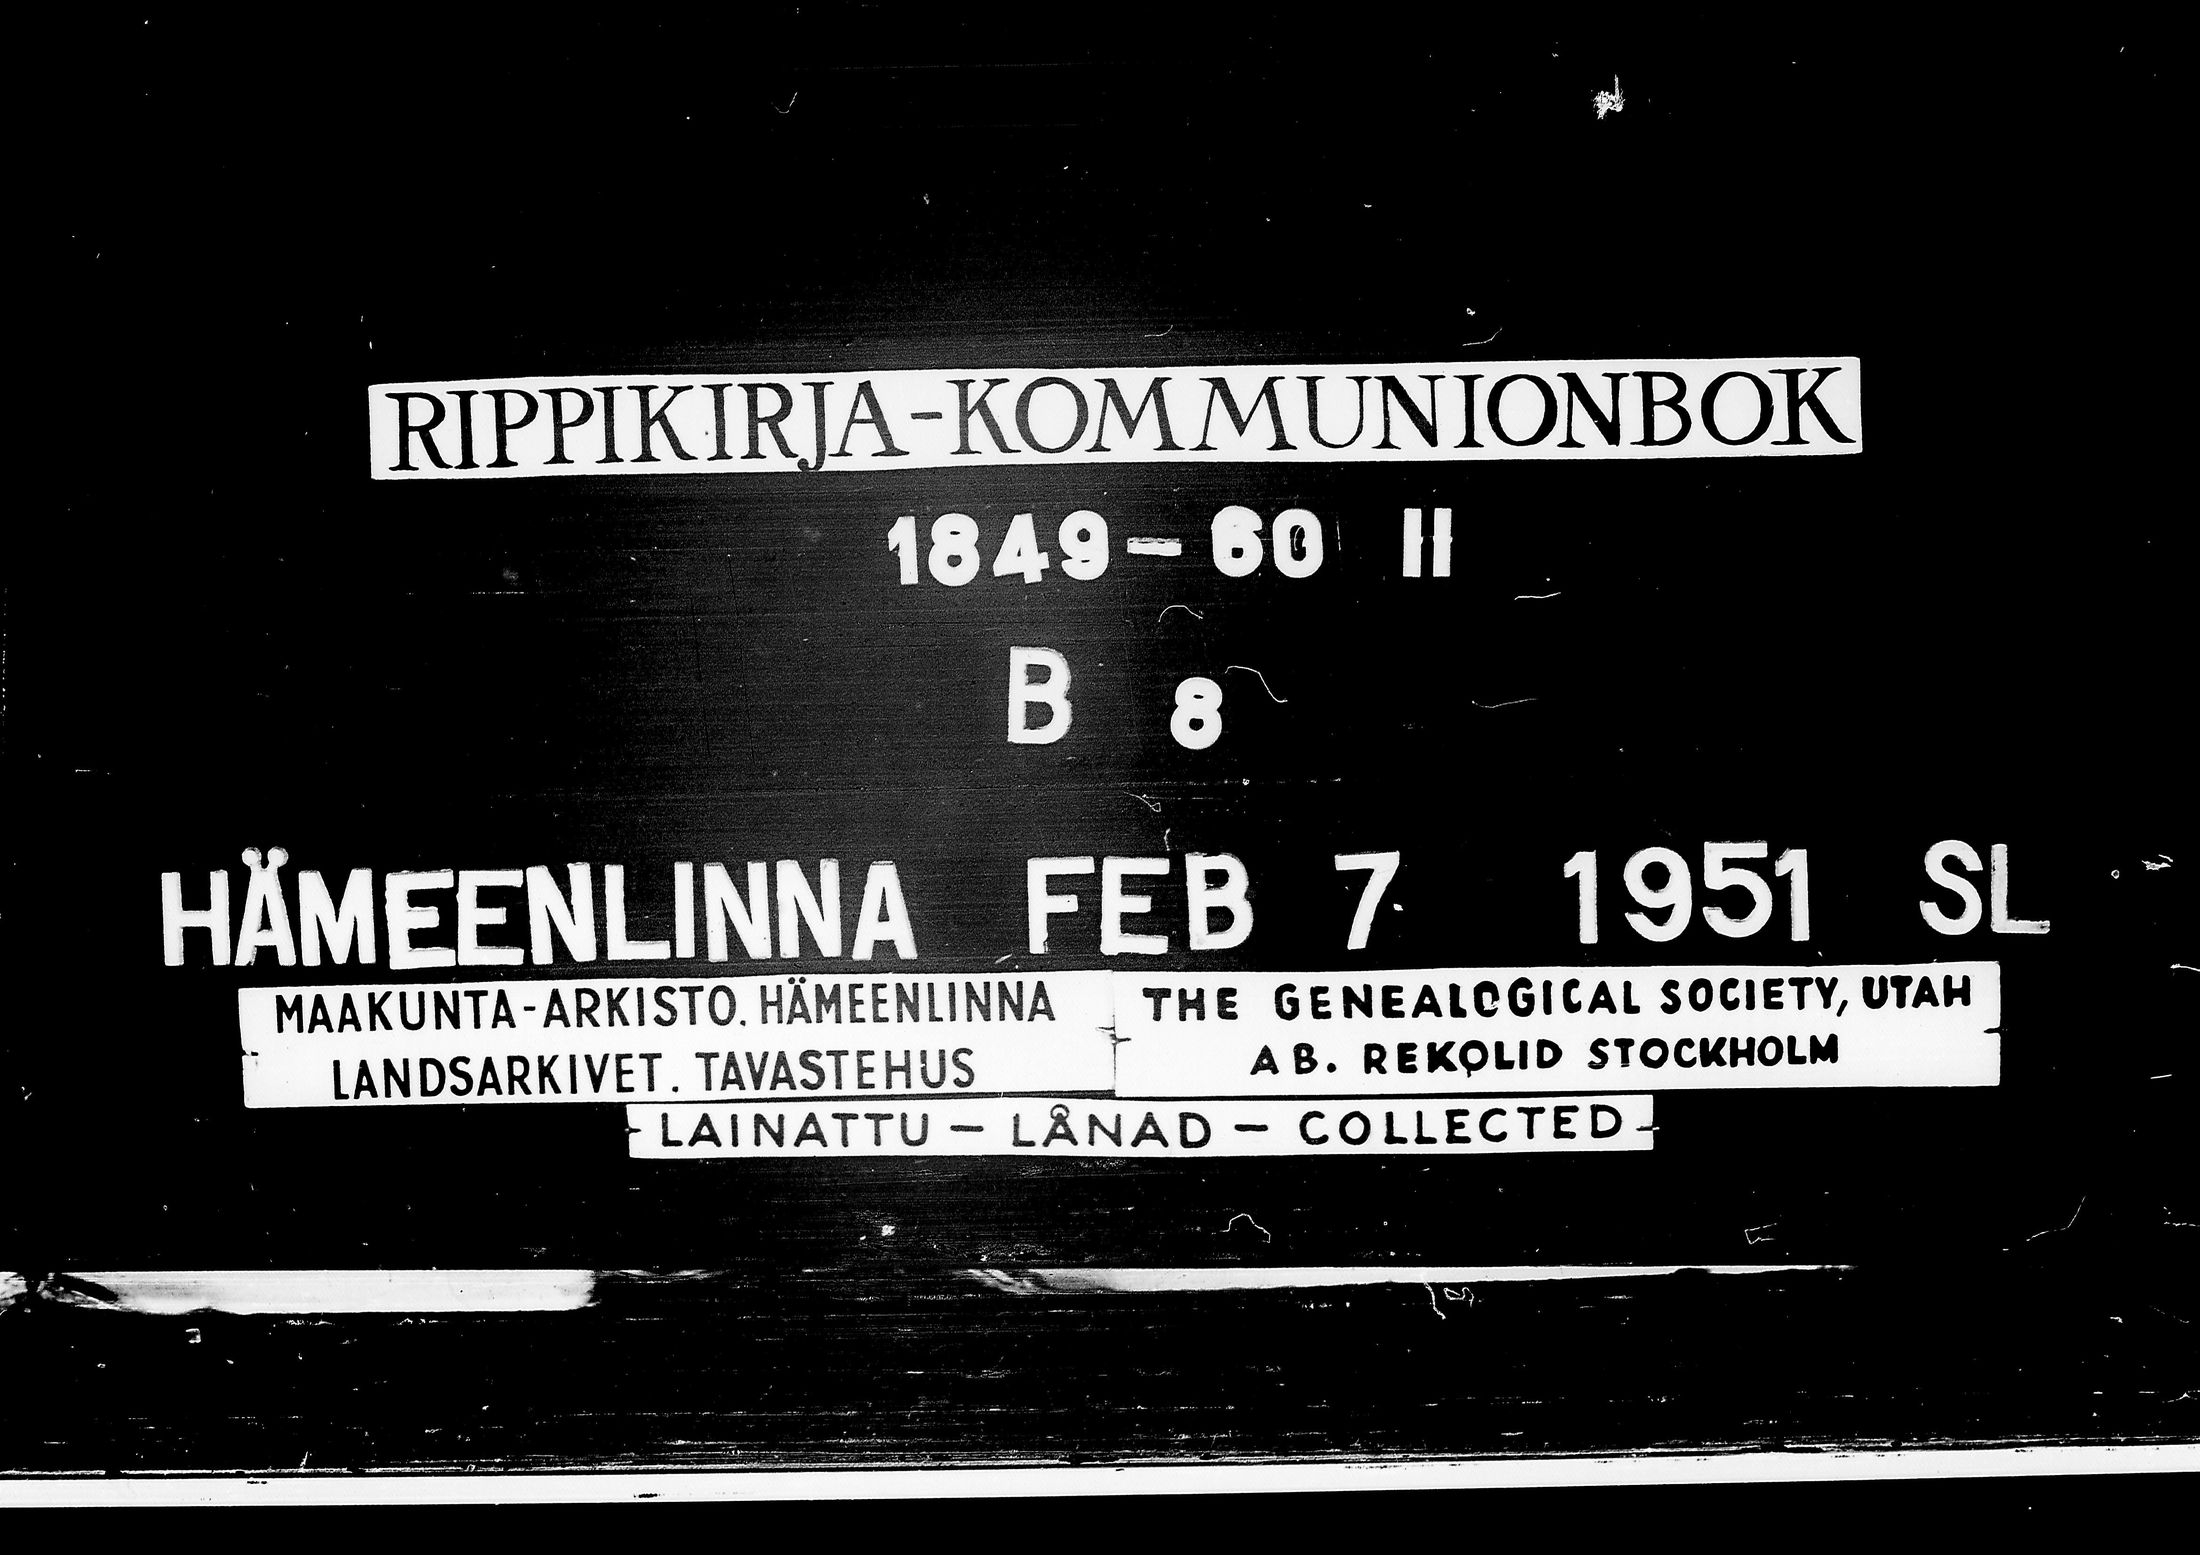 RIPPIKIRJA-KOMMUNIONBOK
1849-60 II
B 8
HÄMEENLINNA FEB 7 1951 SL
MAAKUNTA-ARKISTO. HÄMEENLINNA
LANDSARKIVET. TAVASTEHUS
THE GENEALOGICAL SOCIETY, UTAH
AB. REKOLID STOCKHOLM
LAINATTU - LÅNAD - COLLECTED